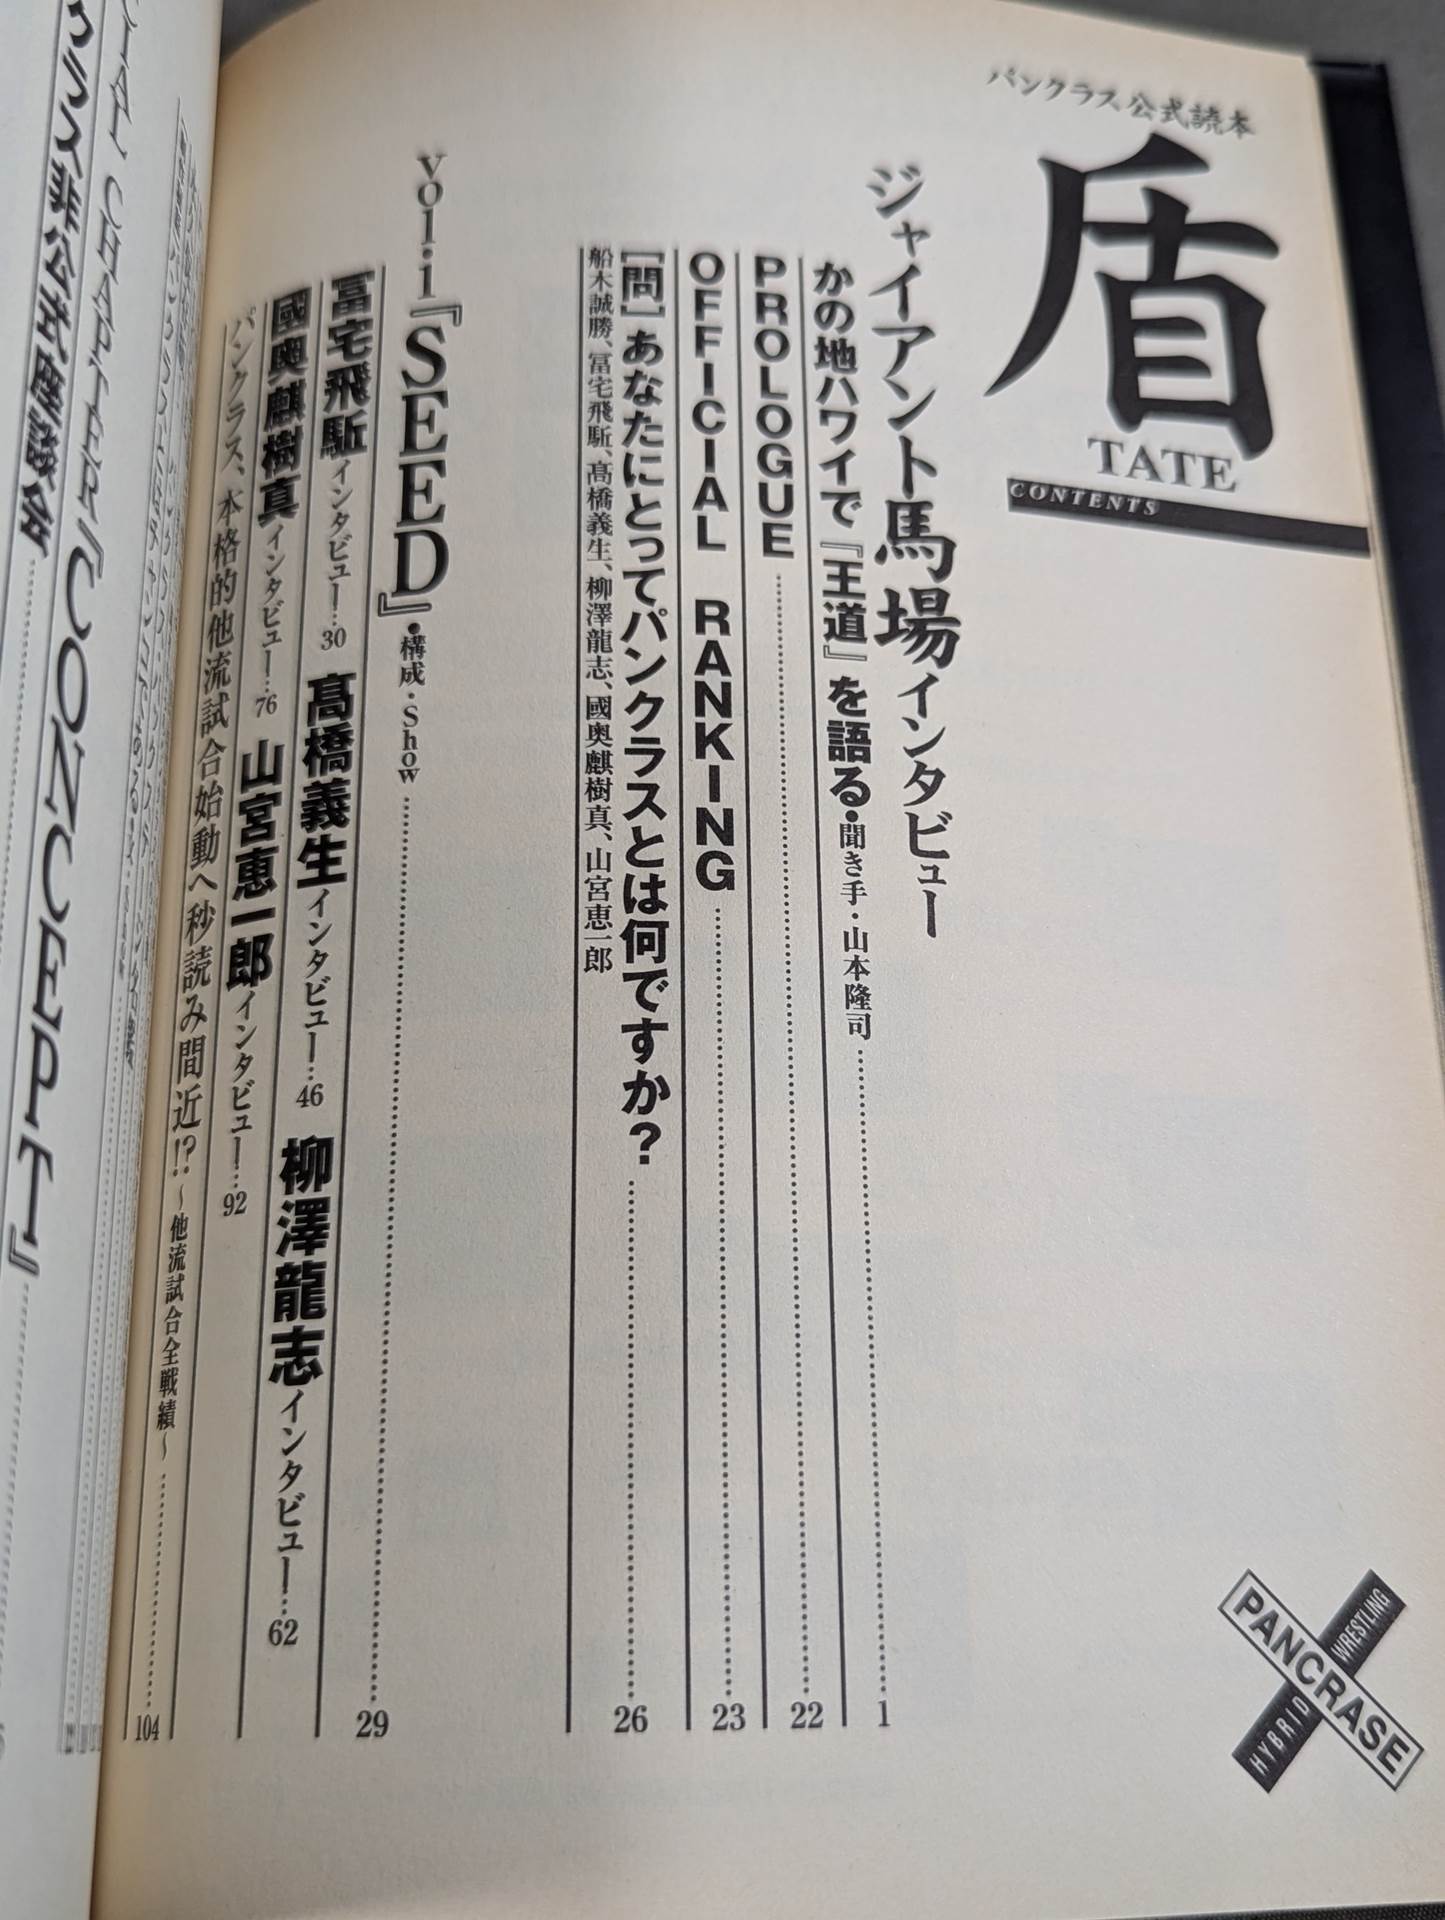 パンクラス公式読本
盾
TATE
CONTENTS
ジャイアント馬場インタビュー
かの地ハワイで『王道』を語る●聞き手・山本隆司……1
PROLOGUE……22
OFFICIAL RANKING……23
[問]あなたにとってパンクラスとは何ですか?……26
船木誠勝、冨宅飛駈、髙橋義生、柳澤龍志、國奥麒樹真、山宮恵一郎
vol.i『SEED』●構成・Show……29
冨宅飛駈インタビュー…30 髙橋義生インタビュー…46 柳澤龍志インタビュー…62
國奥麒樹真インタビュー…76 山宮恵一郎インタビュー…92
パンクラス、本格的他流試合始動へ秒読み間近!?～他流試合全戦績～……104
CHAPTER/『CONCEPT I』
クラス非公式座談会
PANCRASE
HYBRID WRESTLING